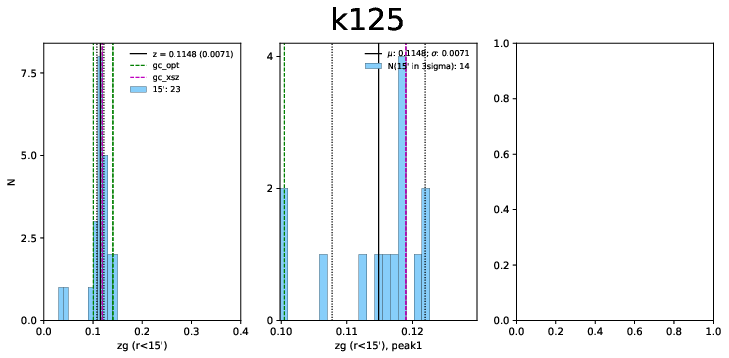 k125
z = 0.1148 (0.0071)
gc_opt
gc_xsz
15': 23
N
7.5
5.0
2.5
0.0
0.0 0.1 0.2 0.3 0.4
zg (r<15')
μ: 0.1148; σ: 0.0071
N(15' in 3sigma): 14
4
2
0
0.10 0.11 0.12
zg (r<15'), peak1
1.0
0.8
0.6
0.4
0.2
0.0
0.0 0.2 0.4 0.6 0.8 1.0